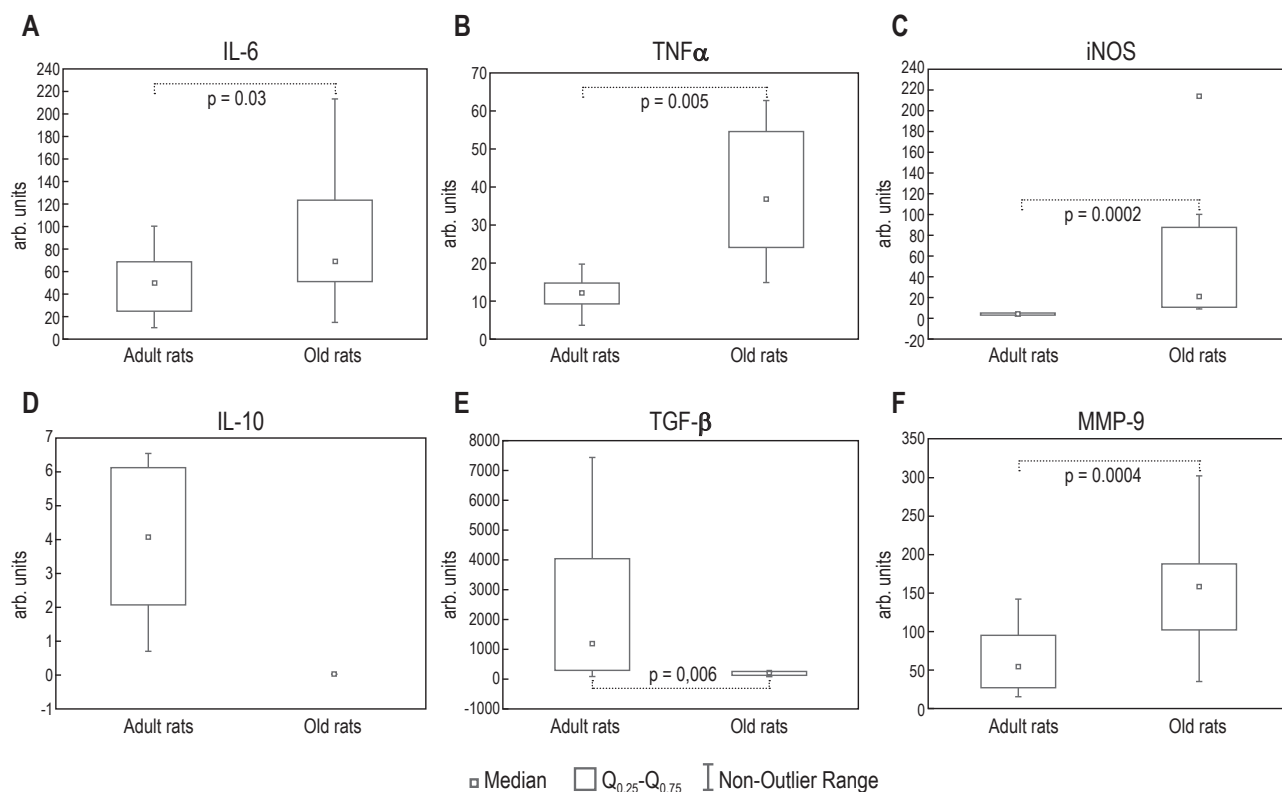 A
IL-6
240
220
200
180
160
140
120
100
80
60
40
20
0
arb. units
p = 0.03
Adult rats
Old rats
B
TNFα
70
60
50
40
30
20
10
0
arb. units
p = 0.005
Adult rats
Old rats
C
iNOS
240
220
200
180
160
140
120
100
80
60
40
20
0
-20
arb. units
p = 0.0002
Adult rats
Old rats
D
IL-10
7
6
5
4
3
2
1
0
-1
arb. units
Adult rats
Old rats
E
TGF-β
8000
7000
6000
5000
4000
3000
2000
1000
0
-1000
arb. units
p = 0,006
Adult rats
Old rats
F
MMP-9
350
300
250
200
150
100
50
0
arb. units
p = 0.0004
Adult rats
Old rats
Median
Q0.25-Q0.75
Non-Outlier Range